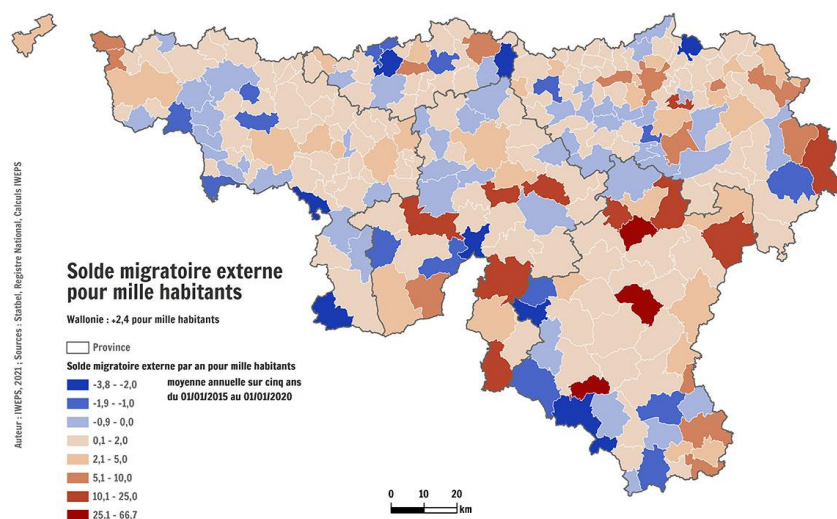 Solde migratoire externe
pour mille habitants
Wallonie : +2,4 pour mille habitants
Province
Solde migratoire externe par an pour mille habitants
moyenne annuelle sur cinq ans
du 01/01/2015 au 01/01/2020
-3,8 - -2,0
-1,9 - -1,0
-0,9 - 0,0
0,1 - 2,0
2,1 - 5,0
5,1 - 10,0
10,1 - 25,0
25,1 - 66,7
0 10 20
km
Auteur : IWEPS, 2021 ; Sources : Statbel, Registre National, Calculs IWEPS